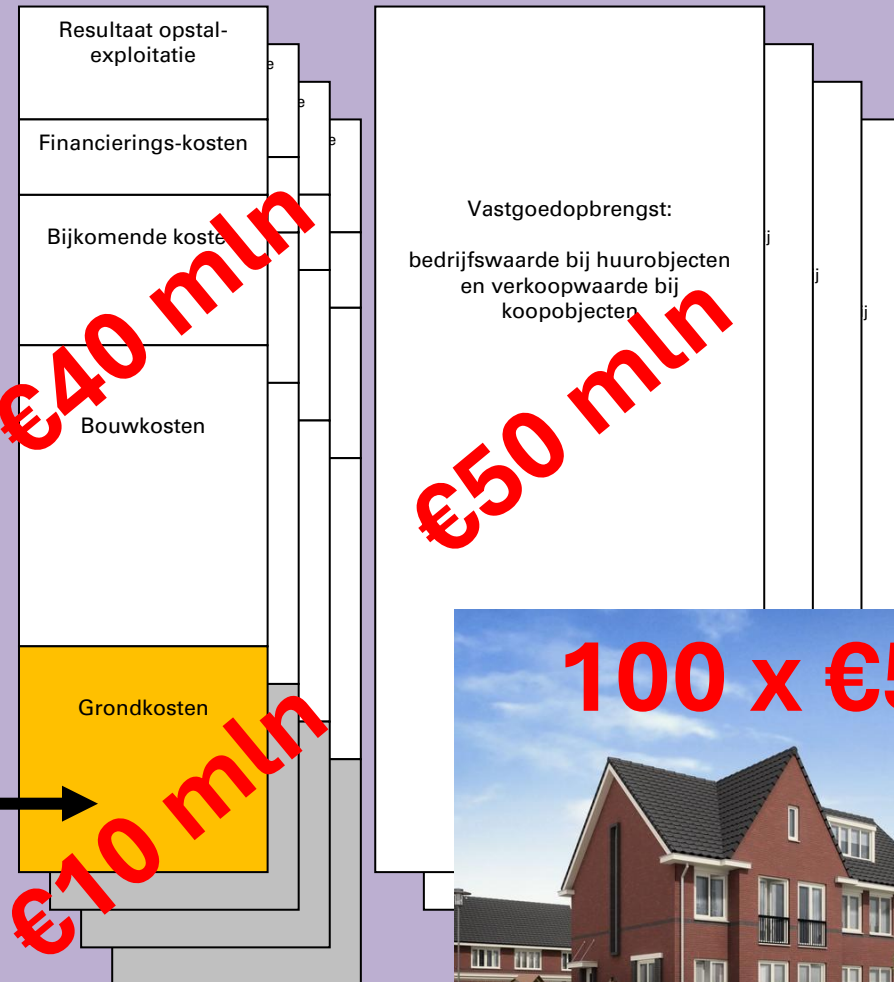 Resultaat opstal-
exploitatie
Financierings-kosten
Bijkomende koste
€40 mln
Bouwkosten
Grondkosten
€10 mln
e
e
e
Vastgoedopbrengst:
bedrijfswaarde bij huurobjecten
en verkoopwaarde bij
koopobjecten
€50 mln
j
j
j
100 x €5